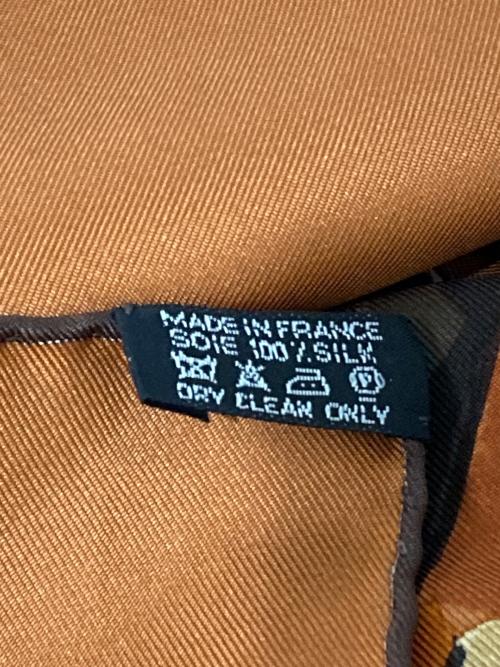 MADE IN FRANCE
SOIE 100% SILK
P
DRY CLEAN ONLY